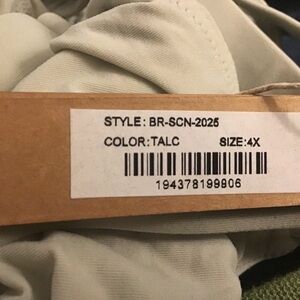 STYLE: BR-SCN-2025
COLOR: TALC SIZE: 4X
194378199806